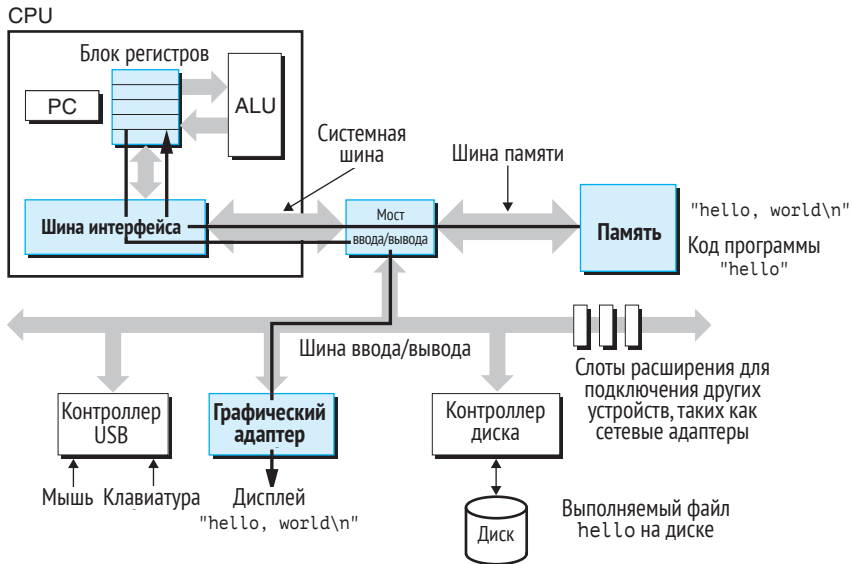 CPU
Блок регистров
PC
ALU
Системная
шина
Шина памяти
Шина интерфейса
Мост
ввода/вывода
Память
"hello, world\n"
Код программы
"hello"
Шина ввода/вывода
Слоты расширения для
подключения других
устройств, таких как
сетевые адаптеры
Контроллер
USB
Графический
адаптер
Контроллер
диска
Мышь
Клавиатура
Дисплей
"hello, world\n"
Диск
Выполняемый файл
hello на диске